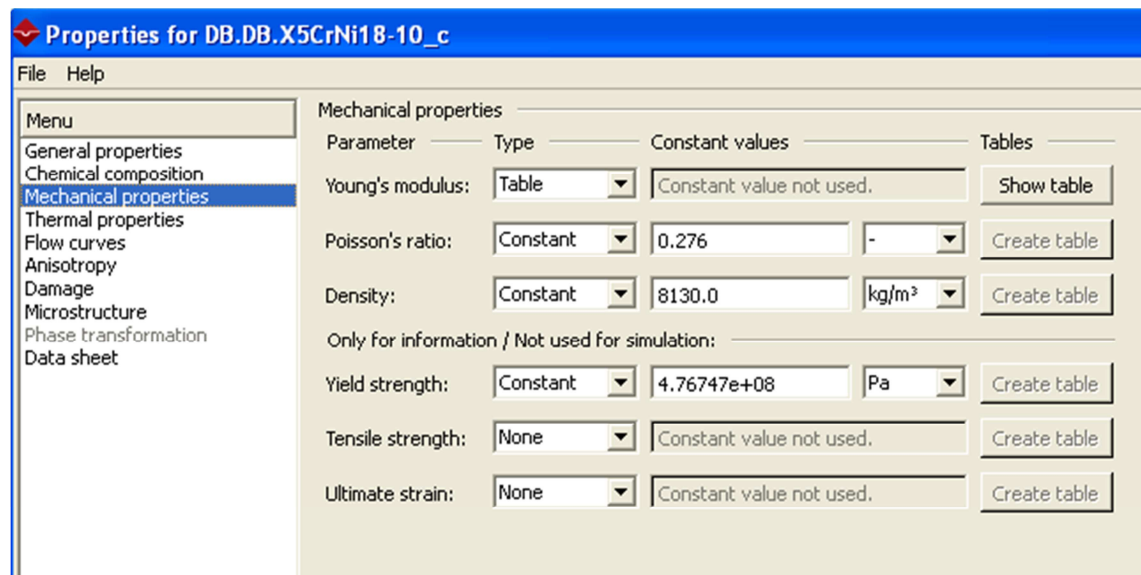 Properties for DB.DB.X5CrNi18-10_c
File Help
Menu
General properties
Chemical composition
Mechanical properties
Thermal properties
Flow curves
Anisotropy
Damage
Microstructure
Phase transformation
Data sheet
Mechanical properties
Parameter Type Constant values Tables
Young's modulus: Table Constant value not used. Show table
Poisson's ratio: Constant 0.276 - Create table
Density: Constant 8130.0 kg/m³ Create table
Only for information / Not used for simulation:
Yield strength: Constant 4.76747e+08 Pa Create table
Tensile strength: None Constant value not used. Create table
Ultimate strain: None Constant value not used. Create table